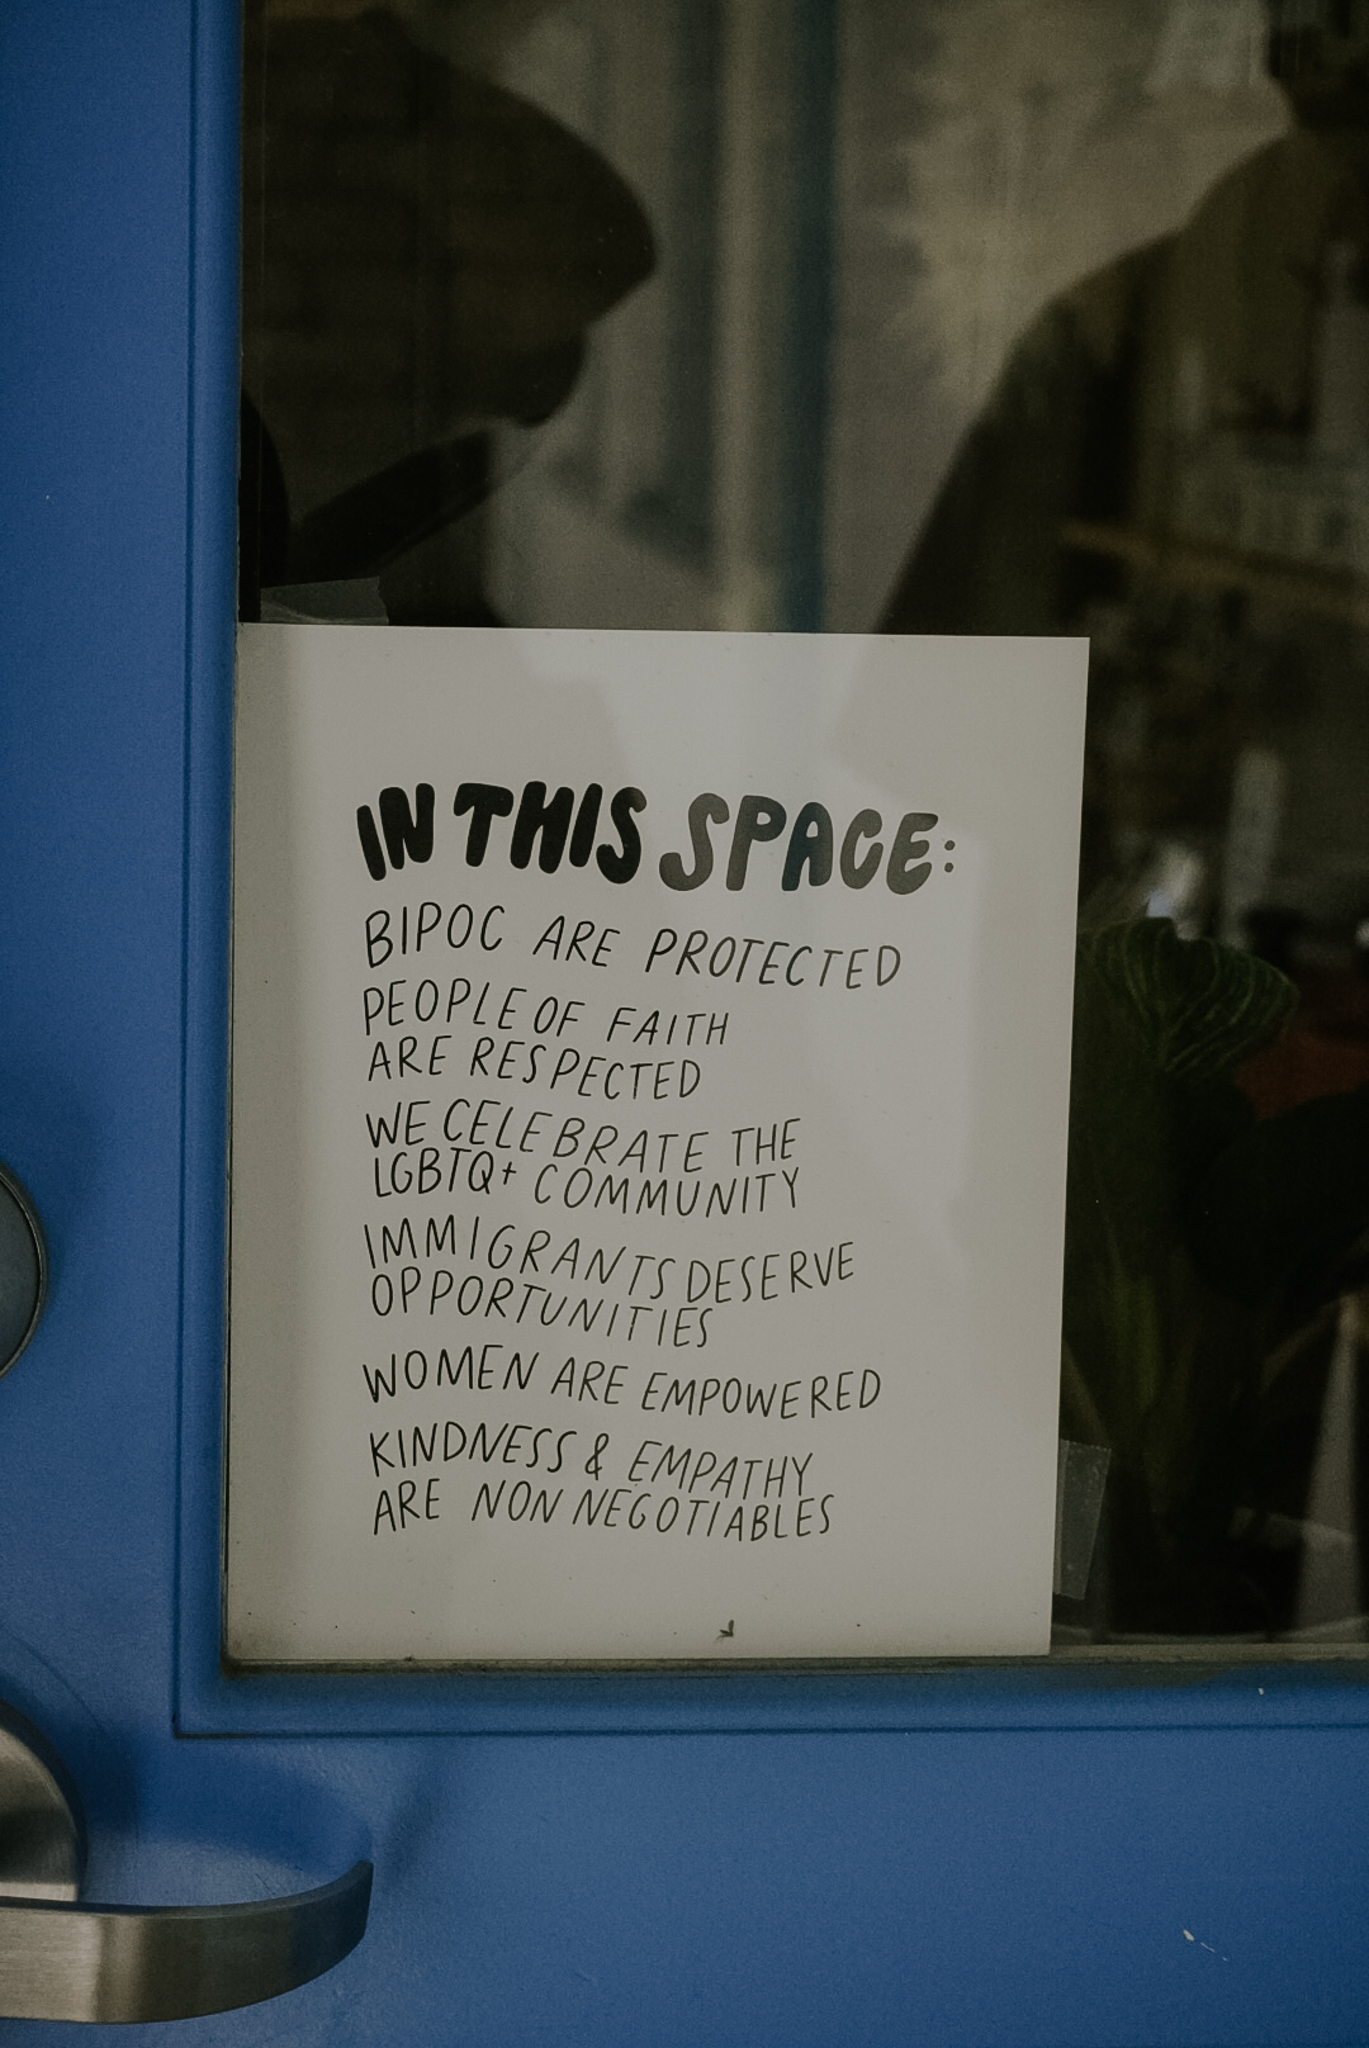 IN THIS SPACE:
BIPOC ARE PROTECTED
PEOPLE OF FAITH
ARE RESPECTED
WE CELEBRATE THE
LGBTQ+ COMMUNITY
IMMIGRANTS DESERVE
OPPORTUNITIES
WOMEN ARE EMPOWERED
KINDNESS & EMPATHY
ARE NON NEGOTIABLES